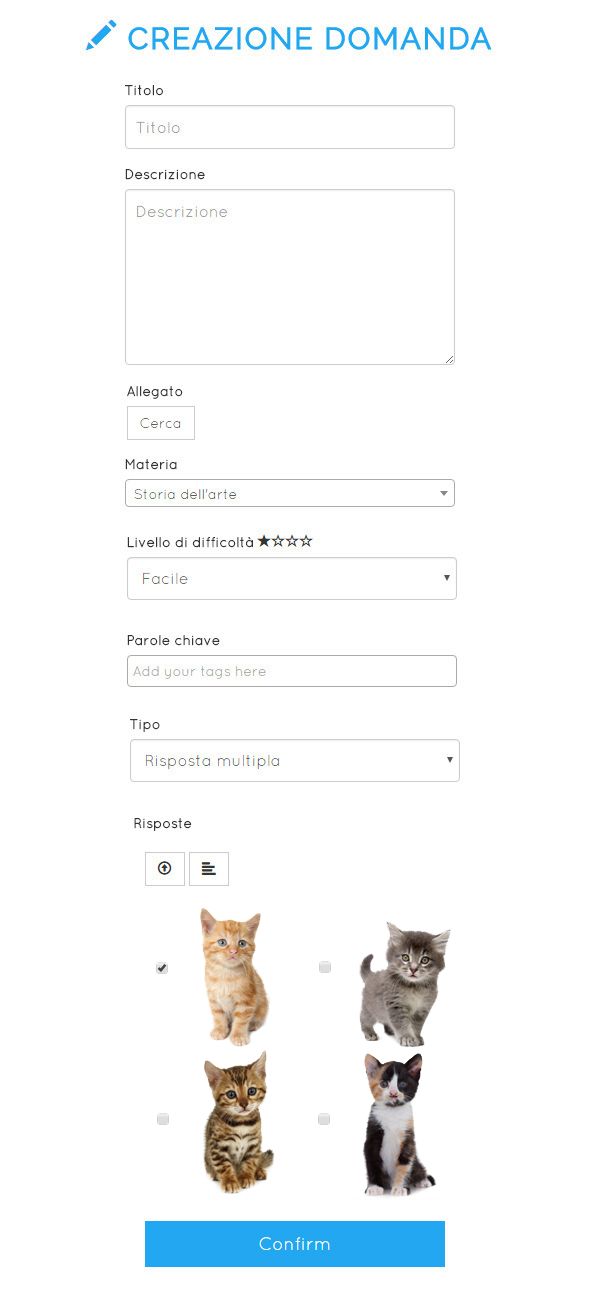 CREAZIONE DOMANDA
Titolo
Titolo
Descrizione
Descrizione
Allegato
Cerca
Materia
Storia dell'arte
Livello di difficoltà
Facile
Parole chiave
Add your tags here
Tipo
Risposta multipla
Risposte
Confirm